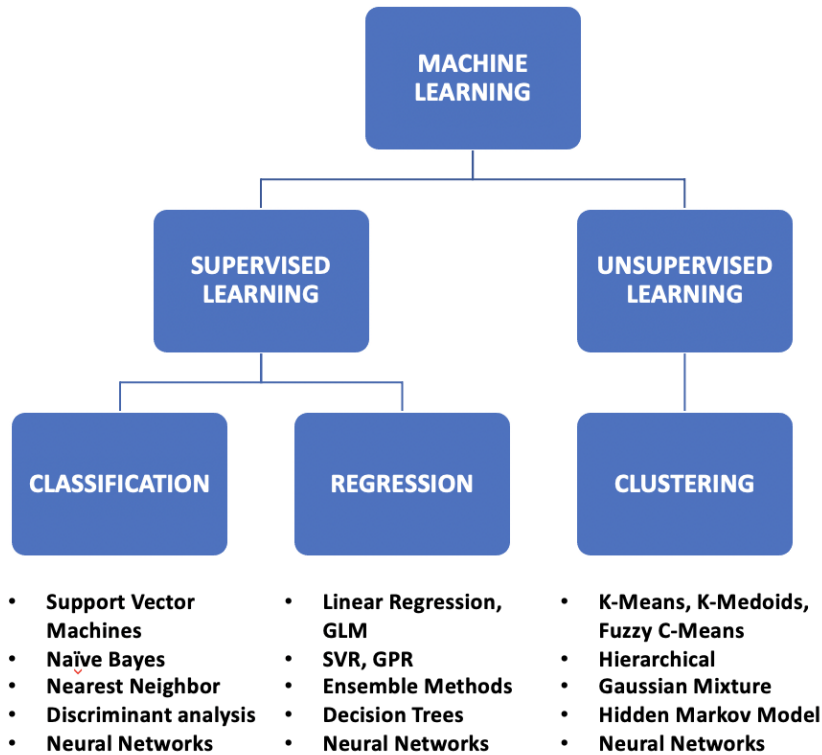 MACHINE
LEARNING
SUPERVISED
LEARNING
UNSUPERVISED
LEARNING
CLASSIFICATION
REGRESSION
CLUSTERING
• Support Vector
Machines
• Naïve Bayes
• Nearest Neighbor
• Discriminant analysis
• Neural Networks
• Linear Regression,
GLM
• SVR, GPR
• Ensemble Methods
• Decision Trees
• Neural Networks
• K-Means, K-Medoids,
Fuzzy C-Means
• Hierarchical
• Gaussian Mixture
• Hidden Markov Model
• Neural Networks